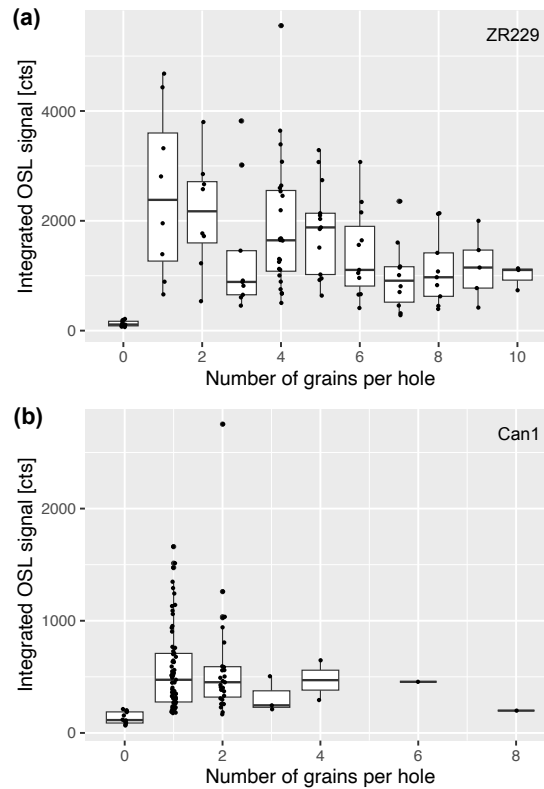 (a)
ZR229
Integrated OSL signal [cts]
4000
2000
0
0 2 4 6 8 10
Number of grains per hole
(b)
Can1
Integrated OSL signal [cts]
2000
1000
0
0 2 4 6 8
Number of grains per hole